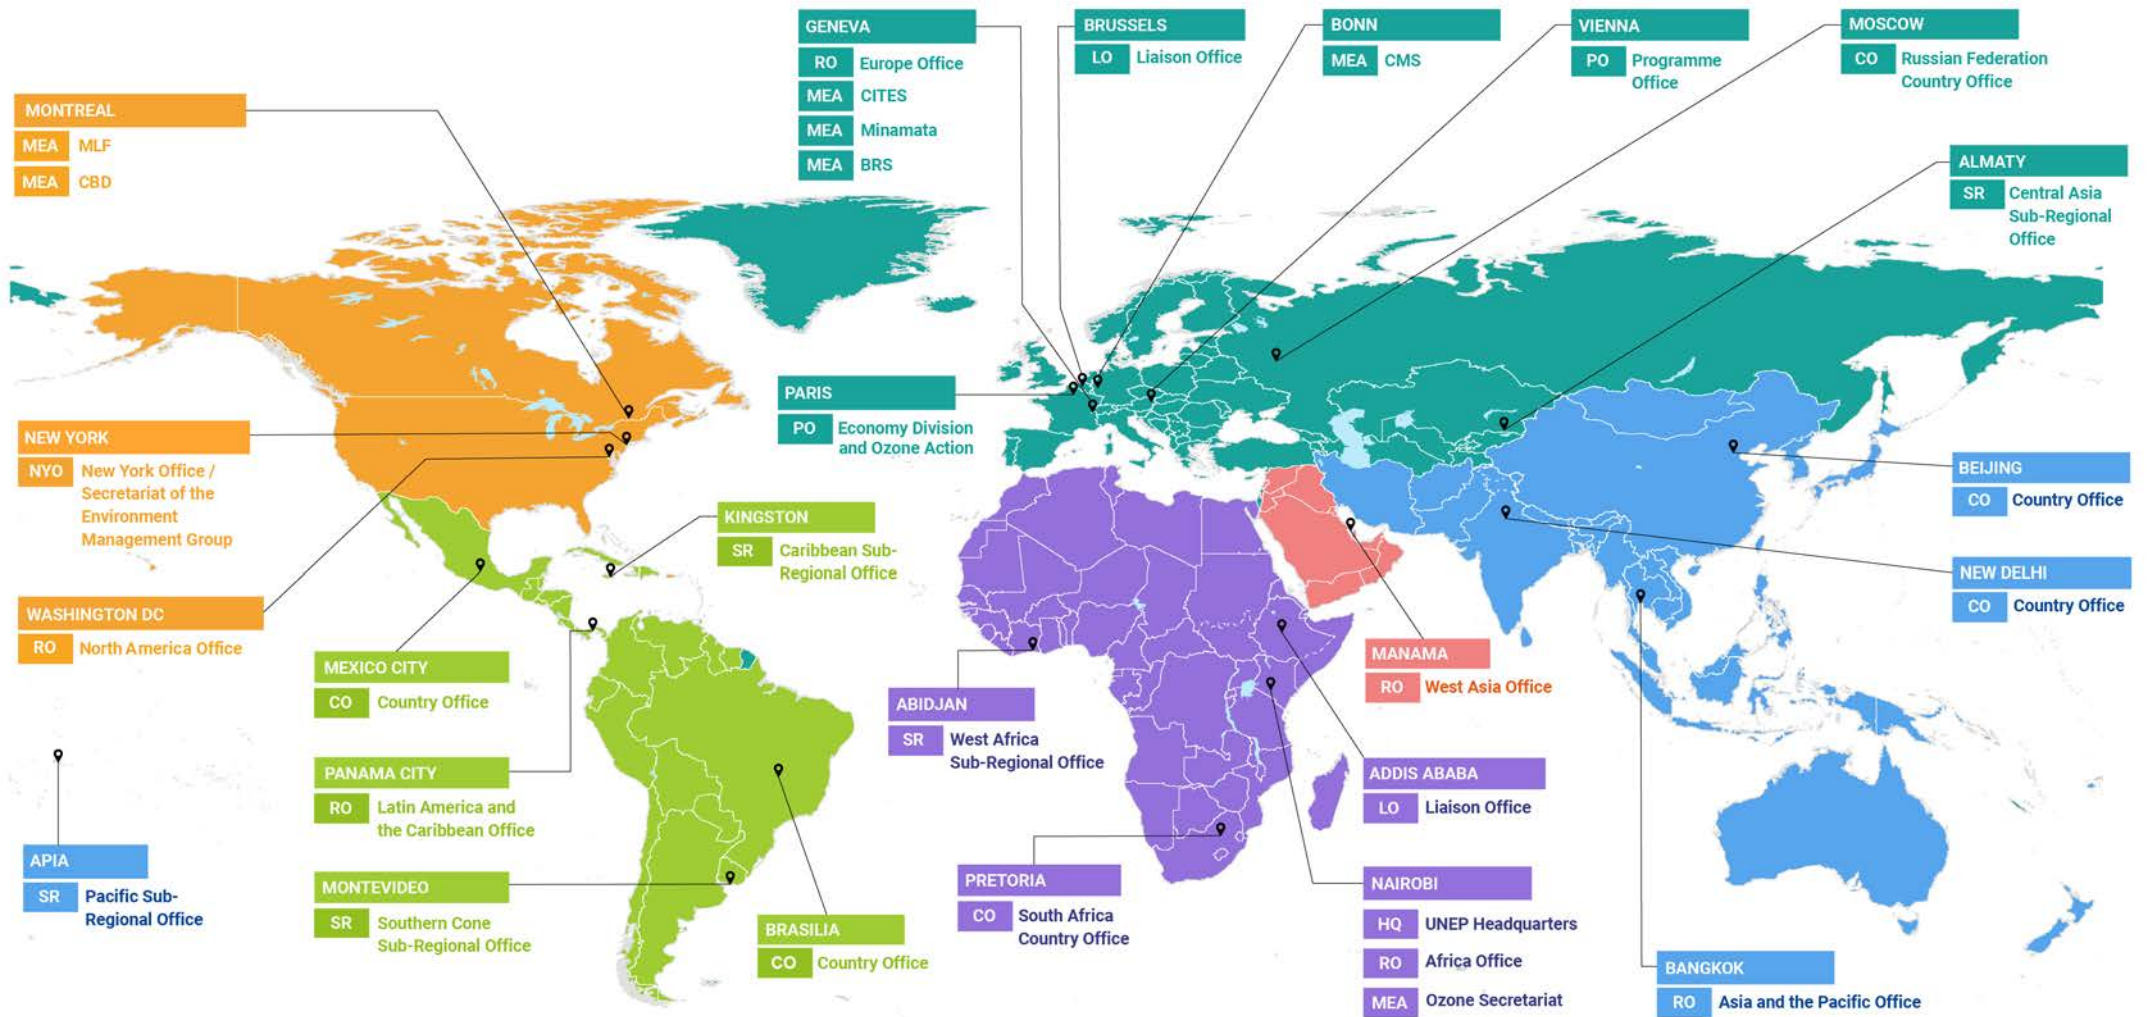 GENEVA
RO Europe Office
MEA CITES
MEA Minamata
MEA BRS
BRUSSELS
LO Liaison Office
BONN
MEA CMS
VIENNA
PO Programme
Office
MOSCOW
CO Russian Federation
Country Office
MONTREAL
MEA MLF
MEA CBD
ALMATY
SR Central Asia
Sub-Regional
Office
PARIS
PO Economy Division
and Ozone Action
NEW YORK
NYO New York Office /
Secretariat of the
Environment
Management Group
BEIJING
CO Country Office
KINGSTON
SR Caribbean Sub-
Regional Office
NEW DELHI
CO Country Office
WASHINGTON DC
RO North America Office
MEXICO CITY
CO Country Office
MANAMA
RO West Asia Office
ABIDJAN
SR West Africa
Sub-Regional Office
PANAMA CITY
RO Latin America and
the Caribbean Office
ADDIS ABABA
LO Liaison Office
APIA
SR Pacific Sub-
Regional Office
MONTEVIDEO
SR Southern Cone
Sub-Regional Office
BRASILIA
CO Country Office
PRETORIA
CO South Africa
Country Office
NAIROBI
HQ UNEP Headquarters
RO Africa Office
MEA Ozone Secretariat
BANGKOK
RO Asia and the Pacific Office